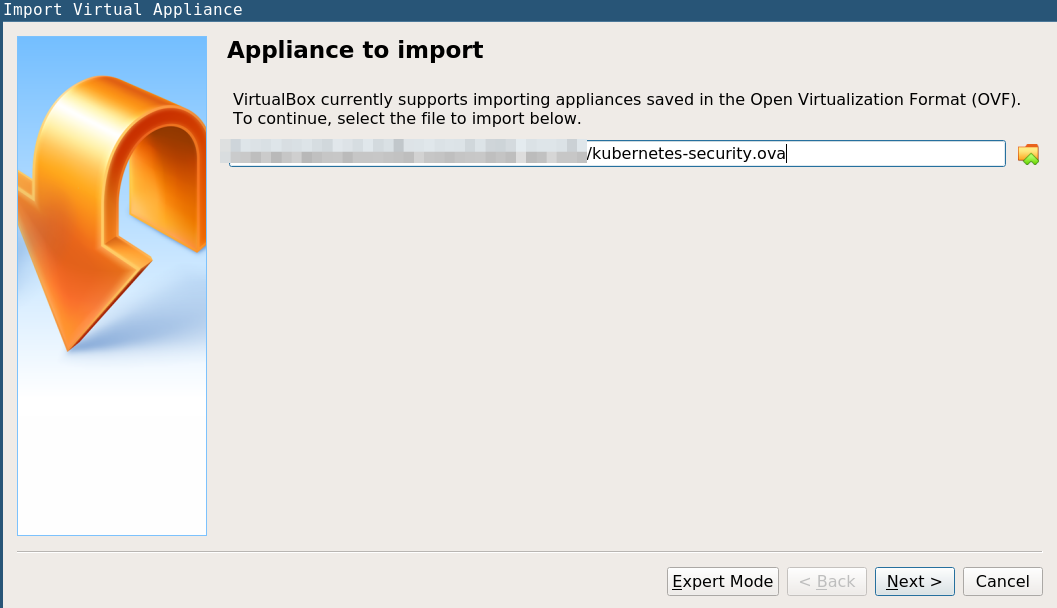 Import Virtual Appliance
Appliance to import
VirtualBox currently supports importing appliances saved in the Open Virtualization Format (OVF).
To continue, select the file to import below.
/kubernetes-security.ova
Expert Mode
< Back
Next >
Cancel